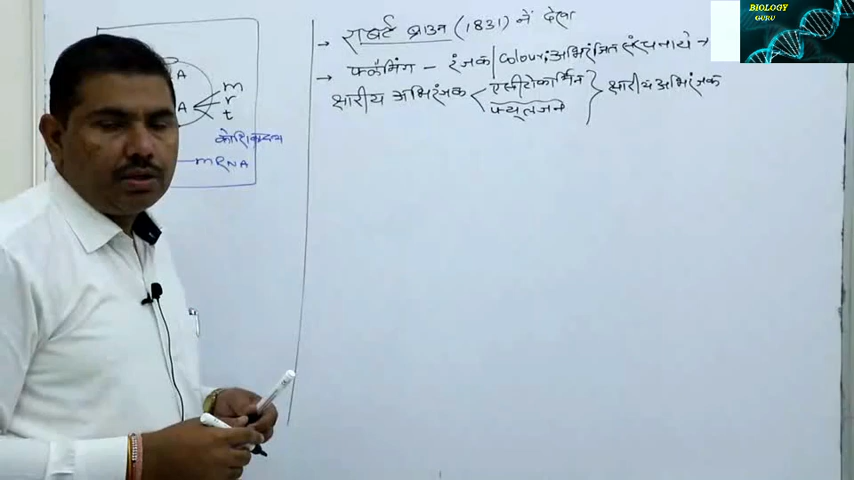 BIOLOGY
GURU
→ राबर्ट ब्राउन (1831) ने देखा
→ फ्लैमिंग - रंजक / Colour; अभिरंजित संरचनाये →
क्षारीय अभिरंजक < एसीटोकार्मिन } क्षारीय अभिरंजक
फ्यूलजन
A
A
m
r
t
कोशिकाद्रव्य
mRNA